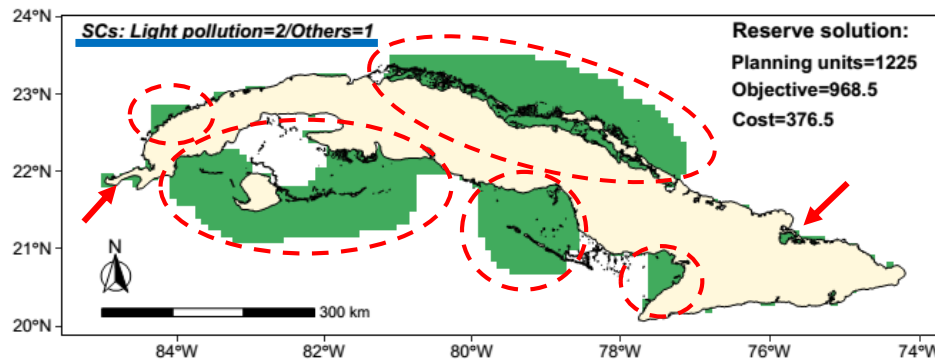 24°N
SCs: Light pollution=2/Others=1
Reserve solution:
Planning units=1225
Objective=968.5
Cost=376.5
23°N
22°N
21°N
N
300 km
20°N
84°W 82°W 80°W 78°W 76°W 74°W